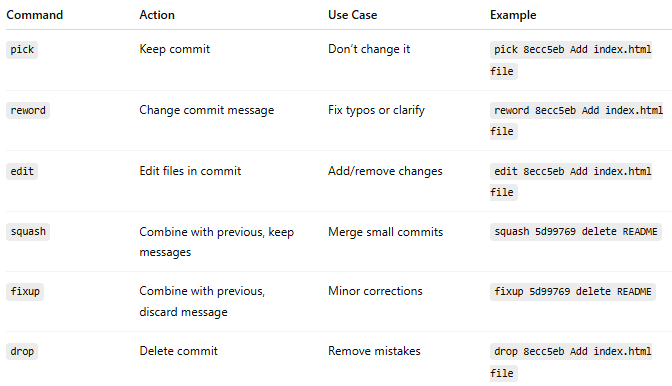 Command Action Use Case Example
pick Keep commit Don’t change it pick 8ecc5eb Add index.html
file
reword Change commit message Fix typos or clarify reword 8ecc5eb Add index.html
file
edit Edit files in commit Add/remove changes edit 8ecc5eb Add index.html
file
squash Combine with previous, keep Merge small commits squash 5d99769 delete README
messages
fixup Combine with previous, Minor corrections fixup 5d99769 delete README
discard message
drop Delete commit Remove mistakes drop 8ecc5eb Add index.html
file